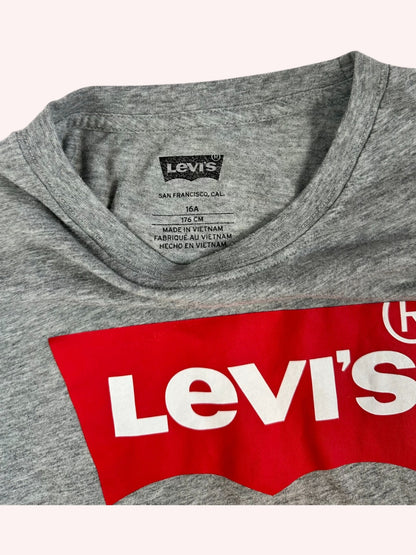 LEVI'S®
SAN FRANCISCO, CAL.
16A
176 CM
MADE IN VIETNAM
FABRIQUÉ AU VIETNAM
HECHO EN VIETNAM
®
LEVI'S